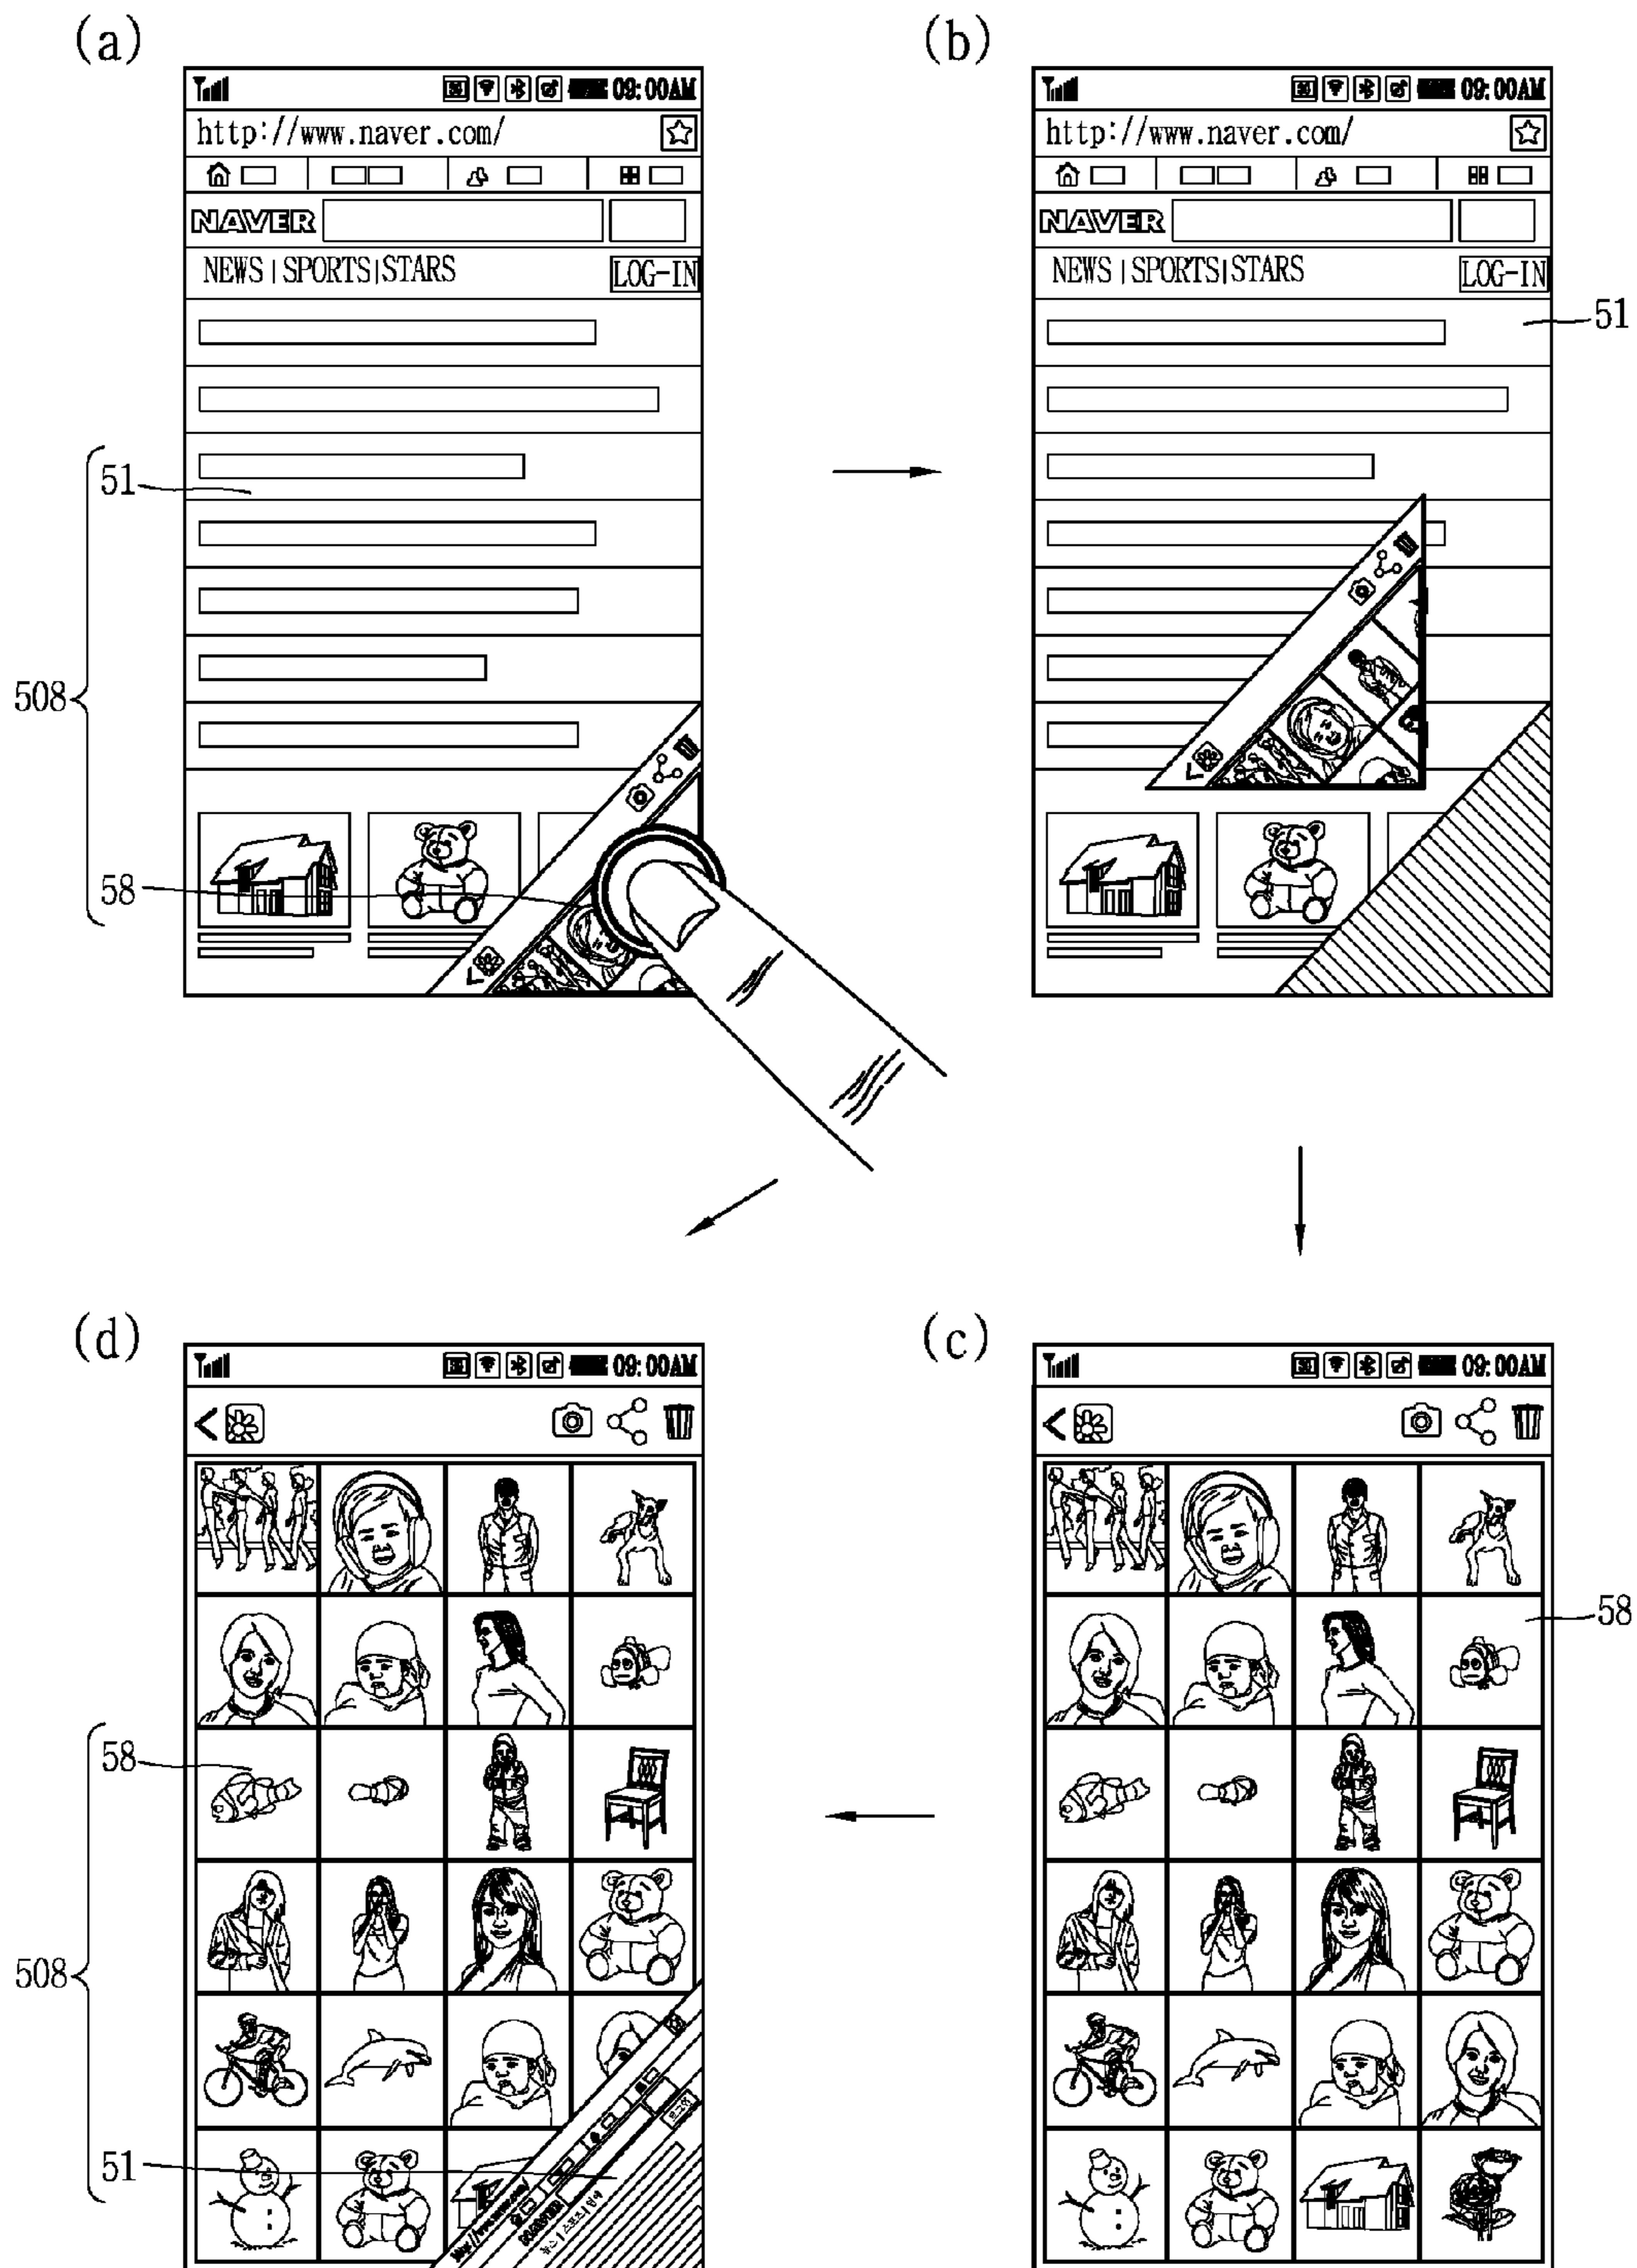 (a)
09:00AM
http://www.naver.com/
NAVER
NEWS | SPORTS | STARS
LOG-IN
51
508
58
(b)
09:00AM
http://www.naver.com/
NAVER
NEWS | SPORTS | STARS
LOG-IN
51
(d)
09:00AM
58
508
51
(c)
09:00AM
58